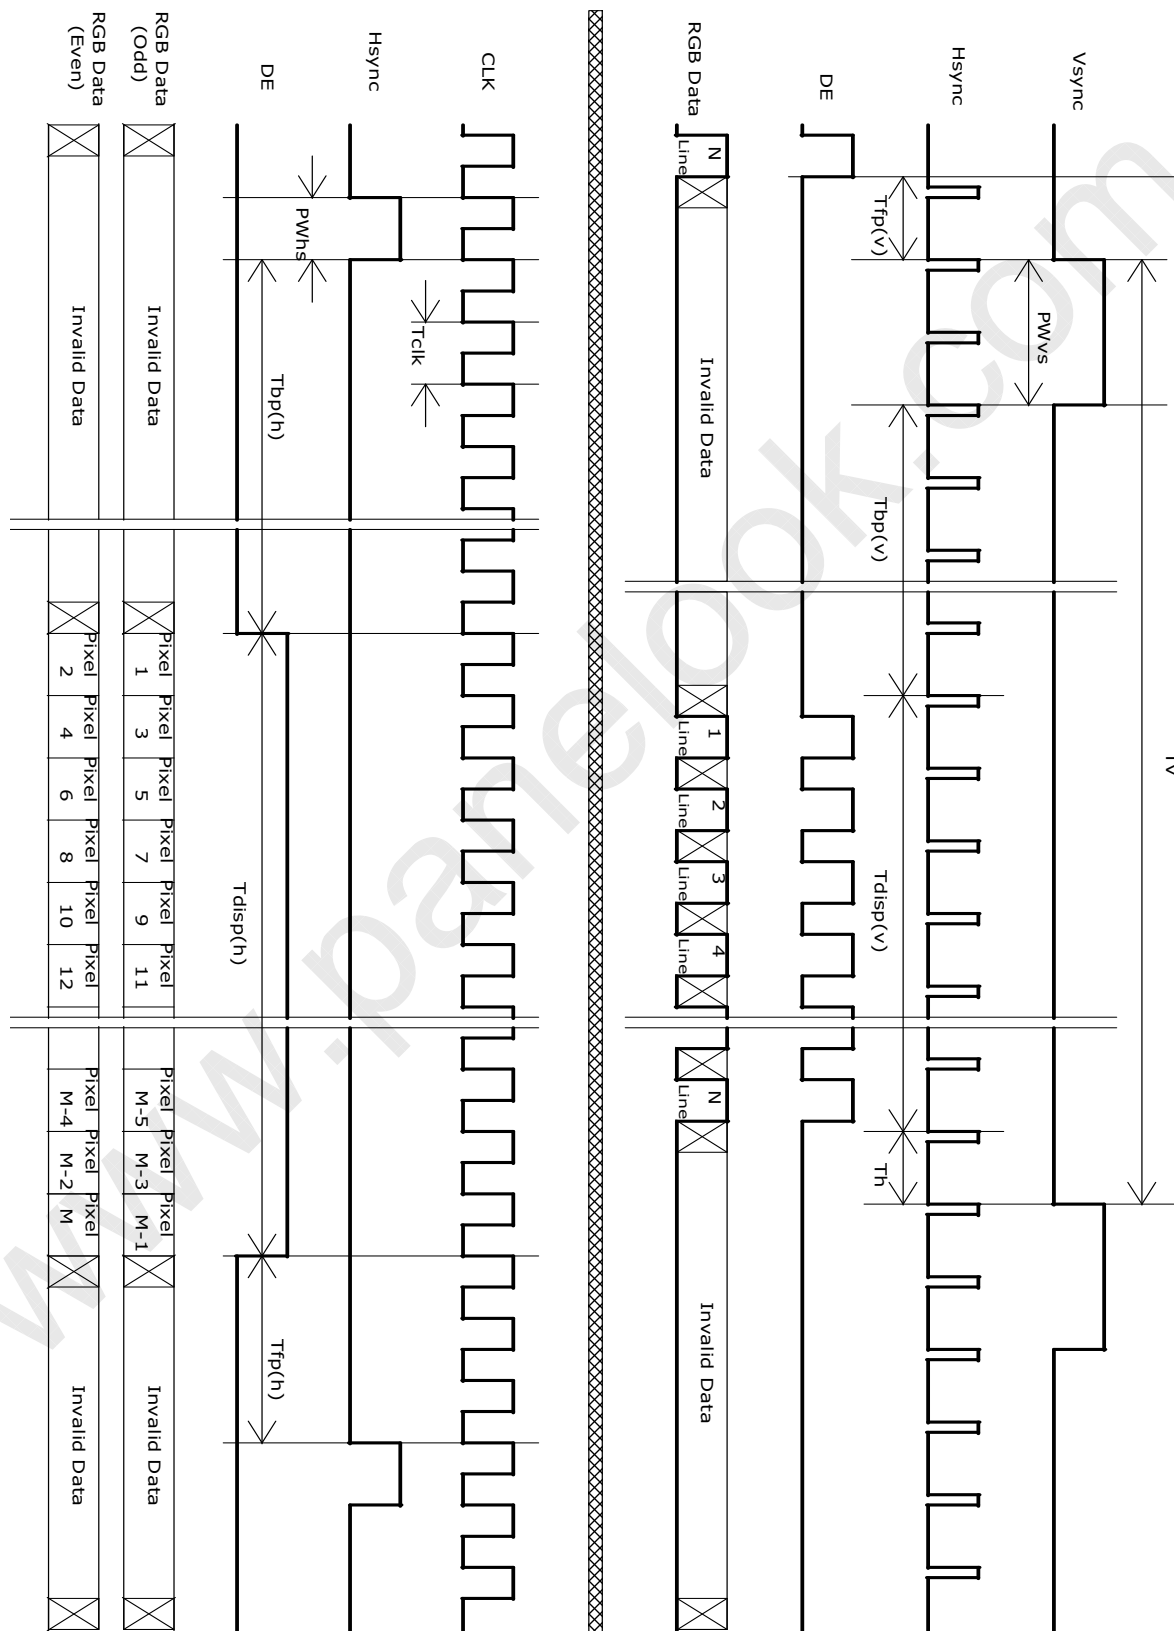 Tv
Vsync
PWvs
Hsync
Tfp(v)
Tbp(v)
Tdisp(v)
Th
DE
RGB Data
N
Line
Invalid Data
1
Line
2
Line
3
Line
4
Line
N
Line
Invalid Data
CLK
Tclk
Hsync
PWhs
DE
Tbp(h)
Tdisp(h)
Tfp(h)
RGB Data
(Odd)
Invalid Data
Pixel Pixel Pixel Pixel Pixel Pixel Pixel Pixel Pixel
1 3 5 7 9 11 M-5 M-3 M-1
Invalid Data
RGB Data
(Even)
Invalid Data
Pixel Pixel Pixel Pixel Pixel Pixel Pixel Pixel Pixel
2 4 6 8 10 12 M-4 M-2 M
Invalid Data
www.panelook.com